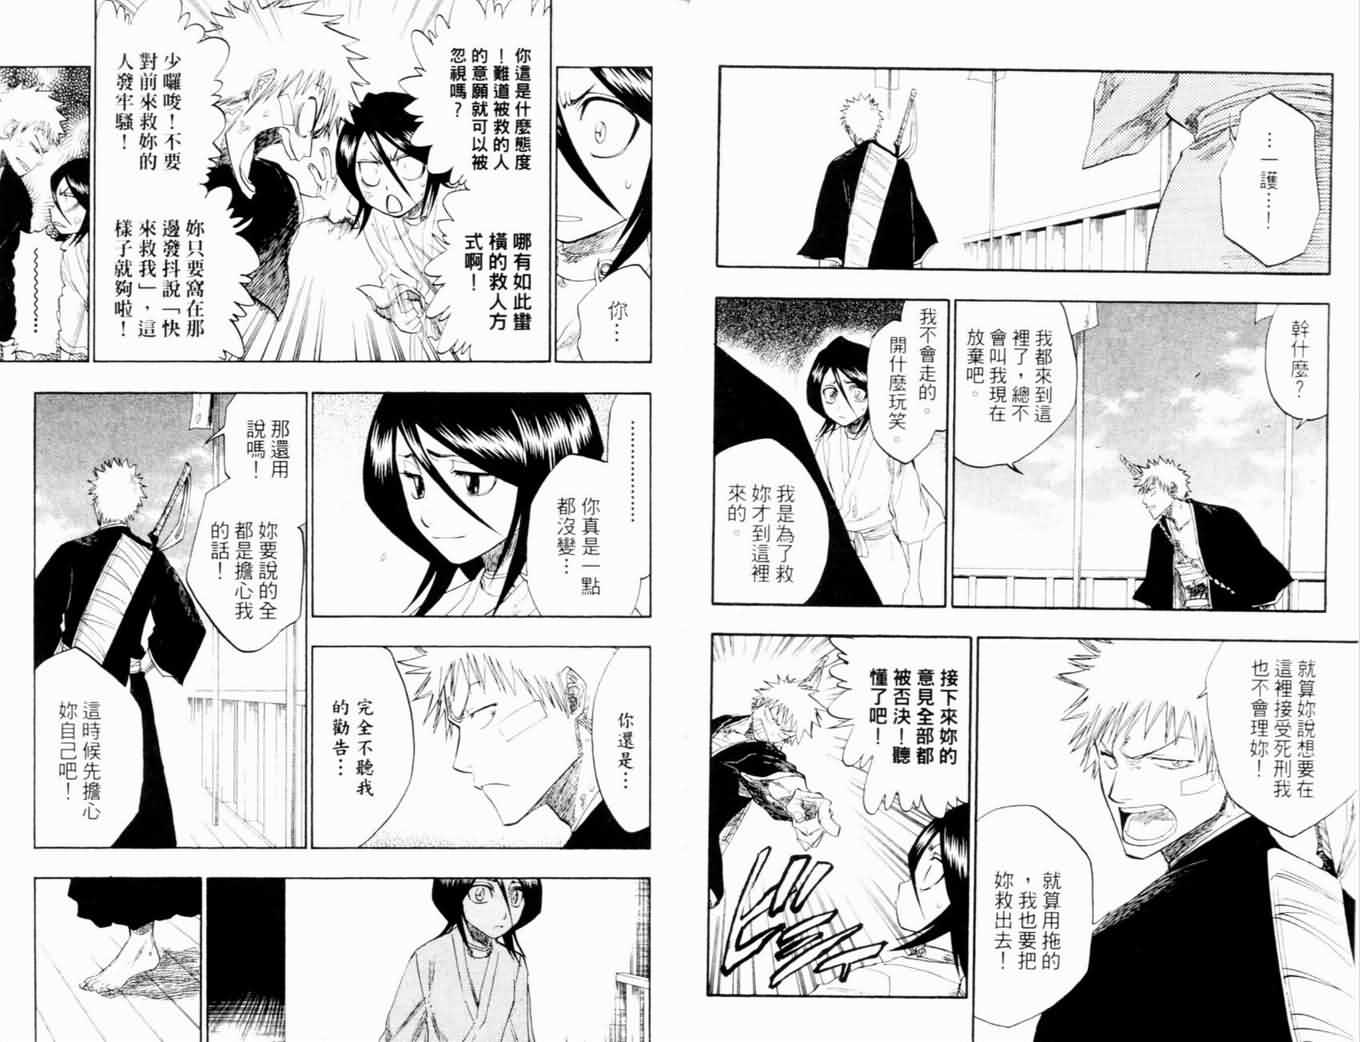 …一護…!
幹什麼?
我都來到這
裡了,總不
會叫我現在
放棄吧。
我不會走的。
開什麼玩笑。
我是為了救
妳才到這裡
來的。
就算妳說想要在
這裡接受死刑我
也不會理妳!
就算用拖的
,我也要把
妳救出去!
接下來妳的
意見全部都
被否決!聽
懂了吧!
你…
你這是什麼態度
!難道被救的人
的意願就可以被
忽視嗎?
哪有如此蠻
橫的救人方
式啊!
少囉唆!不要
對前來救妳的
人發牢騷!
妳只要窩在那
邊發抖說「快
來救我」,這
樣子就夠啦!
…………
……………
你真是一點
都沒變…
那還用
說嗎!
妳要說的全
都是擔心我
的話!
這時候先擔心
妳自己吧!
你還是…
完全不聽我
的勸告…